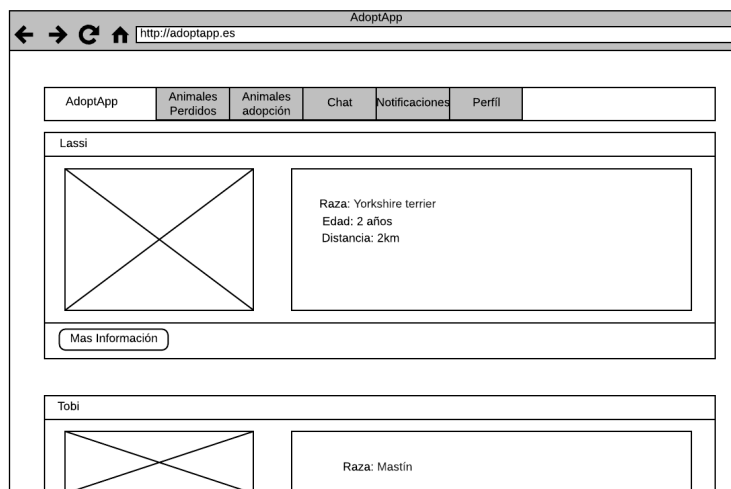 AdoptApp
http://adoptapp.es
AdoptApp
Animales
Perdidos
Animales
adopción
Chat
Notificaciones
Perfíl
Lassi
Raza: Yorkshire terrier
Edad: 2 años
Distancia: 2km
Mas Información
Tobi
Raza: Mastín